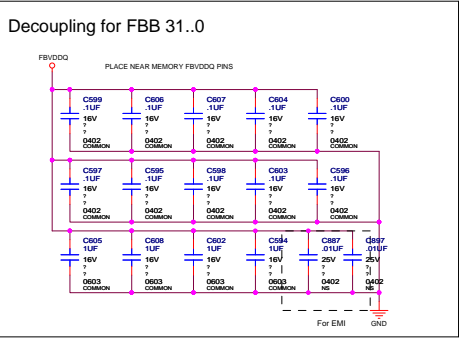 Decoupling for FBB 31..0
FBVDDQ
PLACE NEAR MEMORY FBVDDQ PINS
C599 C606 C607 C604 C600
.1UF .1UF .1UF .1UF .1UF
16V 16V 16V 16V 16V
? ? ? ? ?
? ? ? ? ?
0402 0402 0402 0402 0402
COMMON COMMON COMMON COMMON COMMON
C597 C595 C598 C603 C596
.1UF .1UF .1UF .1UF .1UF
16V 16V 16V 16V 16V
? ? ? ? ?
? ? ? ? ?
0402 0402 0402 0402 0402
COMMON COMMON COMMON COMMON COMMON
C605 C608 C602 C594 C887 C897
1UF 1UF 1UF 1UF .01UF .01UF
16V 16V 16V 16V 25V 25V
? ? ? ? ? ?
? ? ? ? ? ?
0603 0603 0603 0603 0402 0402
COMMON COMMON COMMON COMMON NS NS
For EMI GND